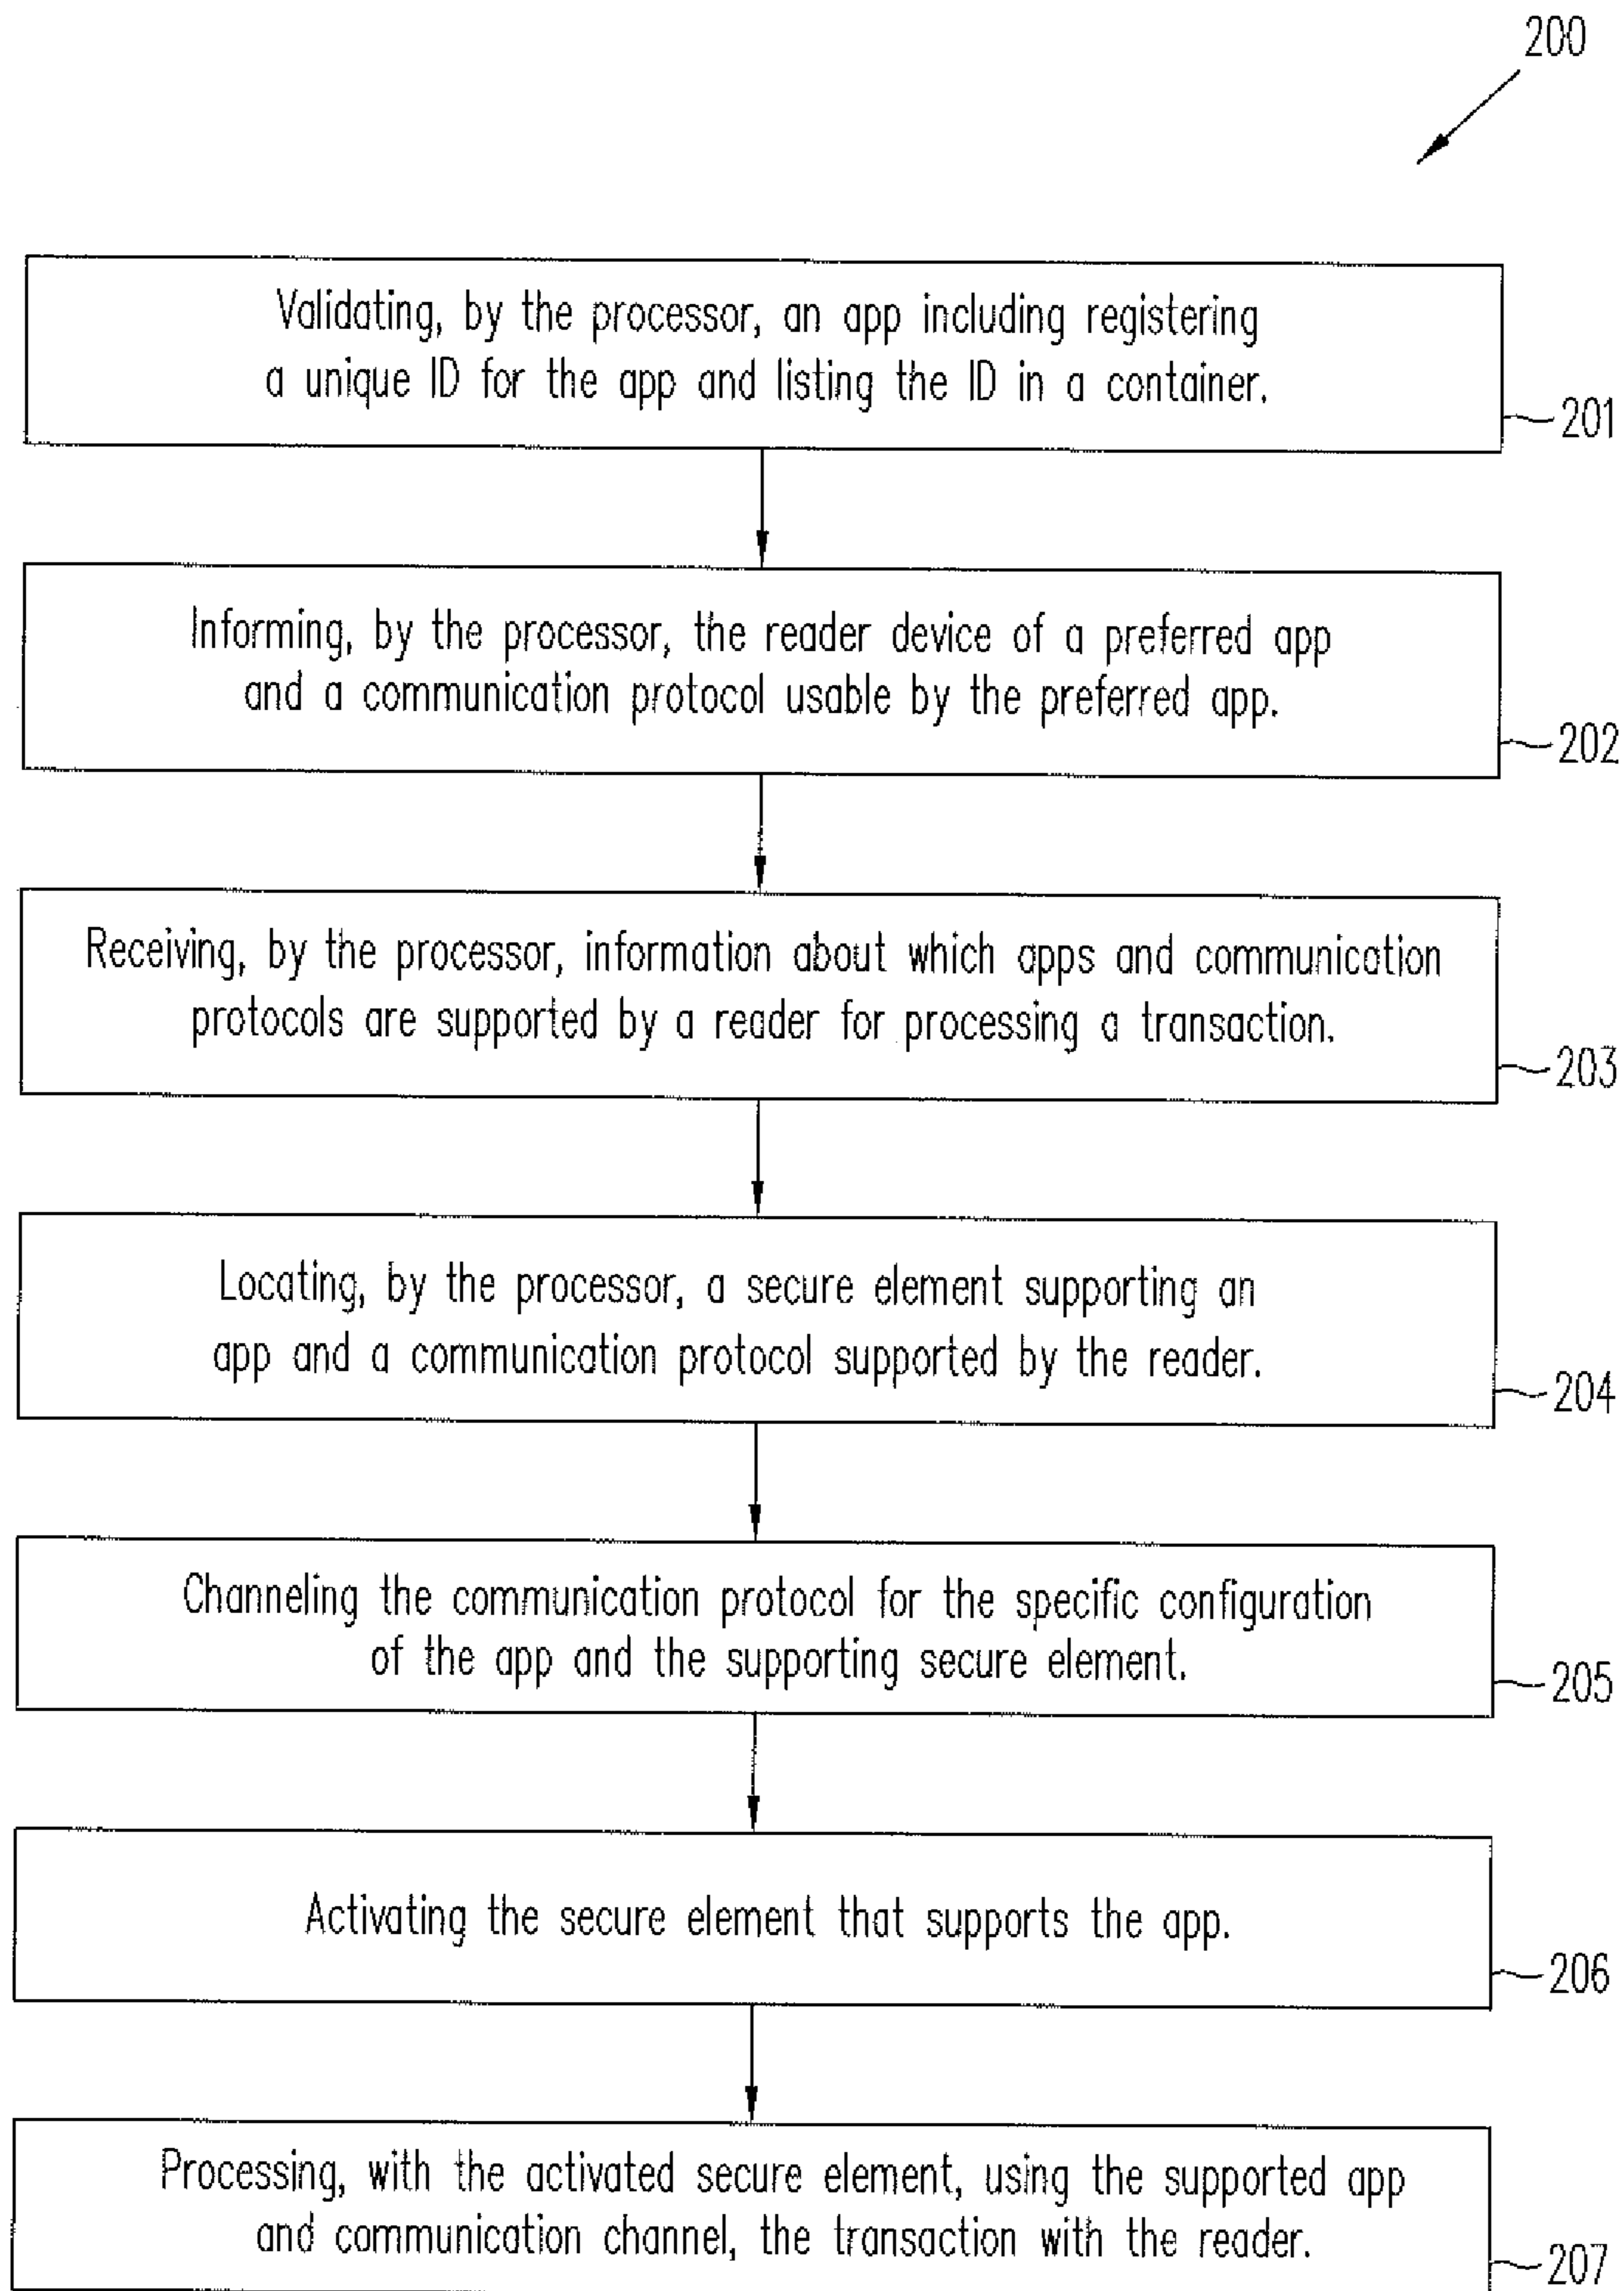 200
Validating, by the processor, an app including registering
a unique ID for the app and listing the ID in a container.
201
Informing, by the processor, the reader device of a preferred app
and a communication protocol usable by the preferred app.
202
Receiving, by the processor, information about which apps and communication
protocols are supported by a reader for processing a transaction.
203
Locating, by the processor, a secure element supporting an
app and a communication protocol supported by the reader.
204
Channeling the communication protocol for the specific configuration
of the app and the supporting secure element.
205
Activating the secure element that supports the app.
206
Processing, with the activated secure element, using the supported app
and communication channel, the transaction with the reader.
207